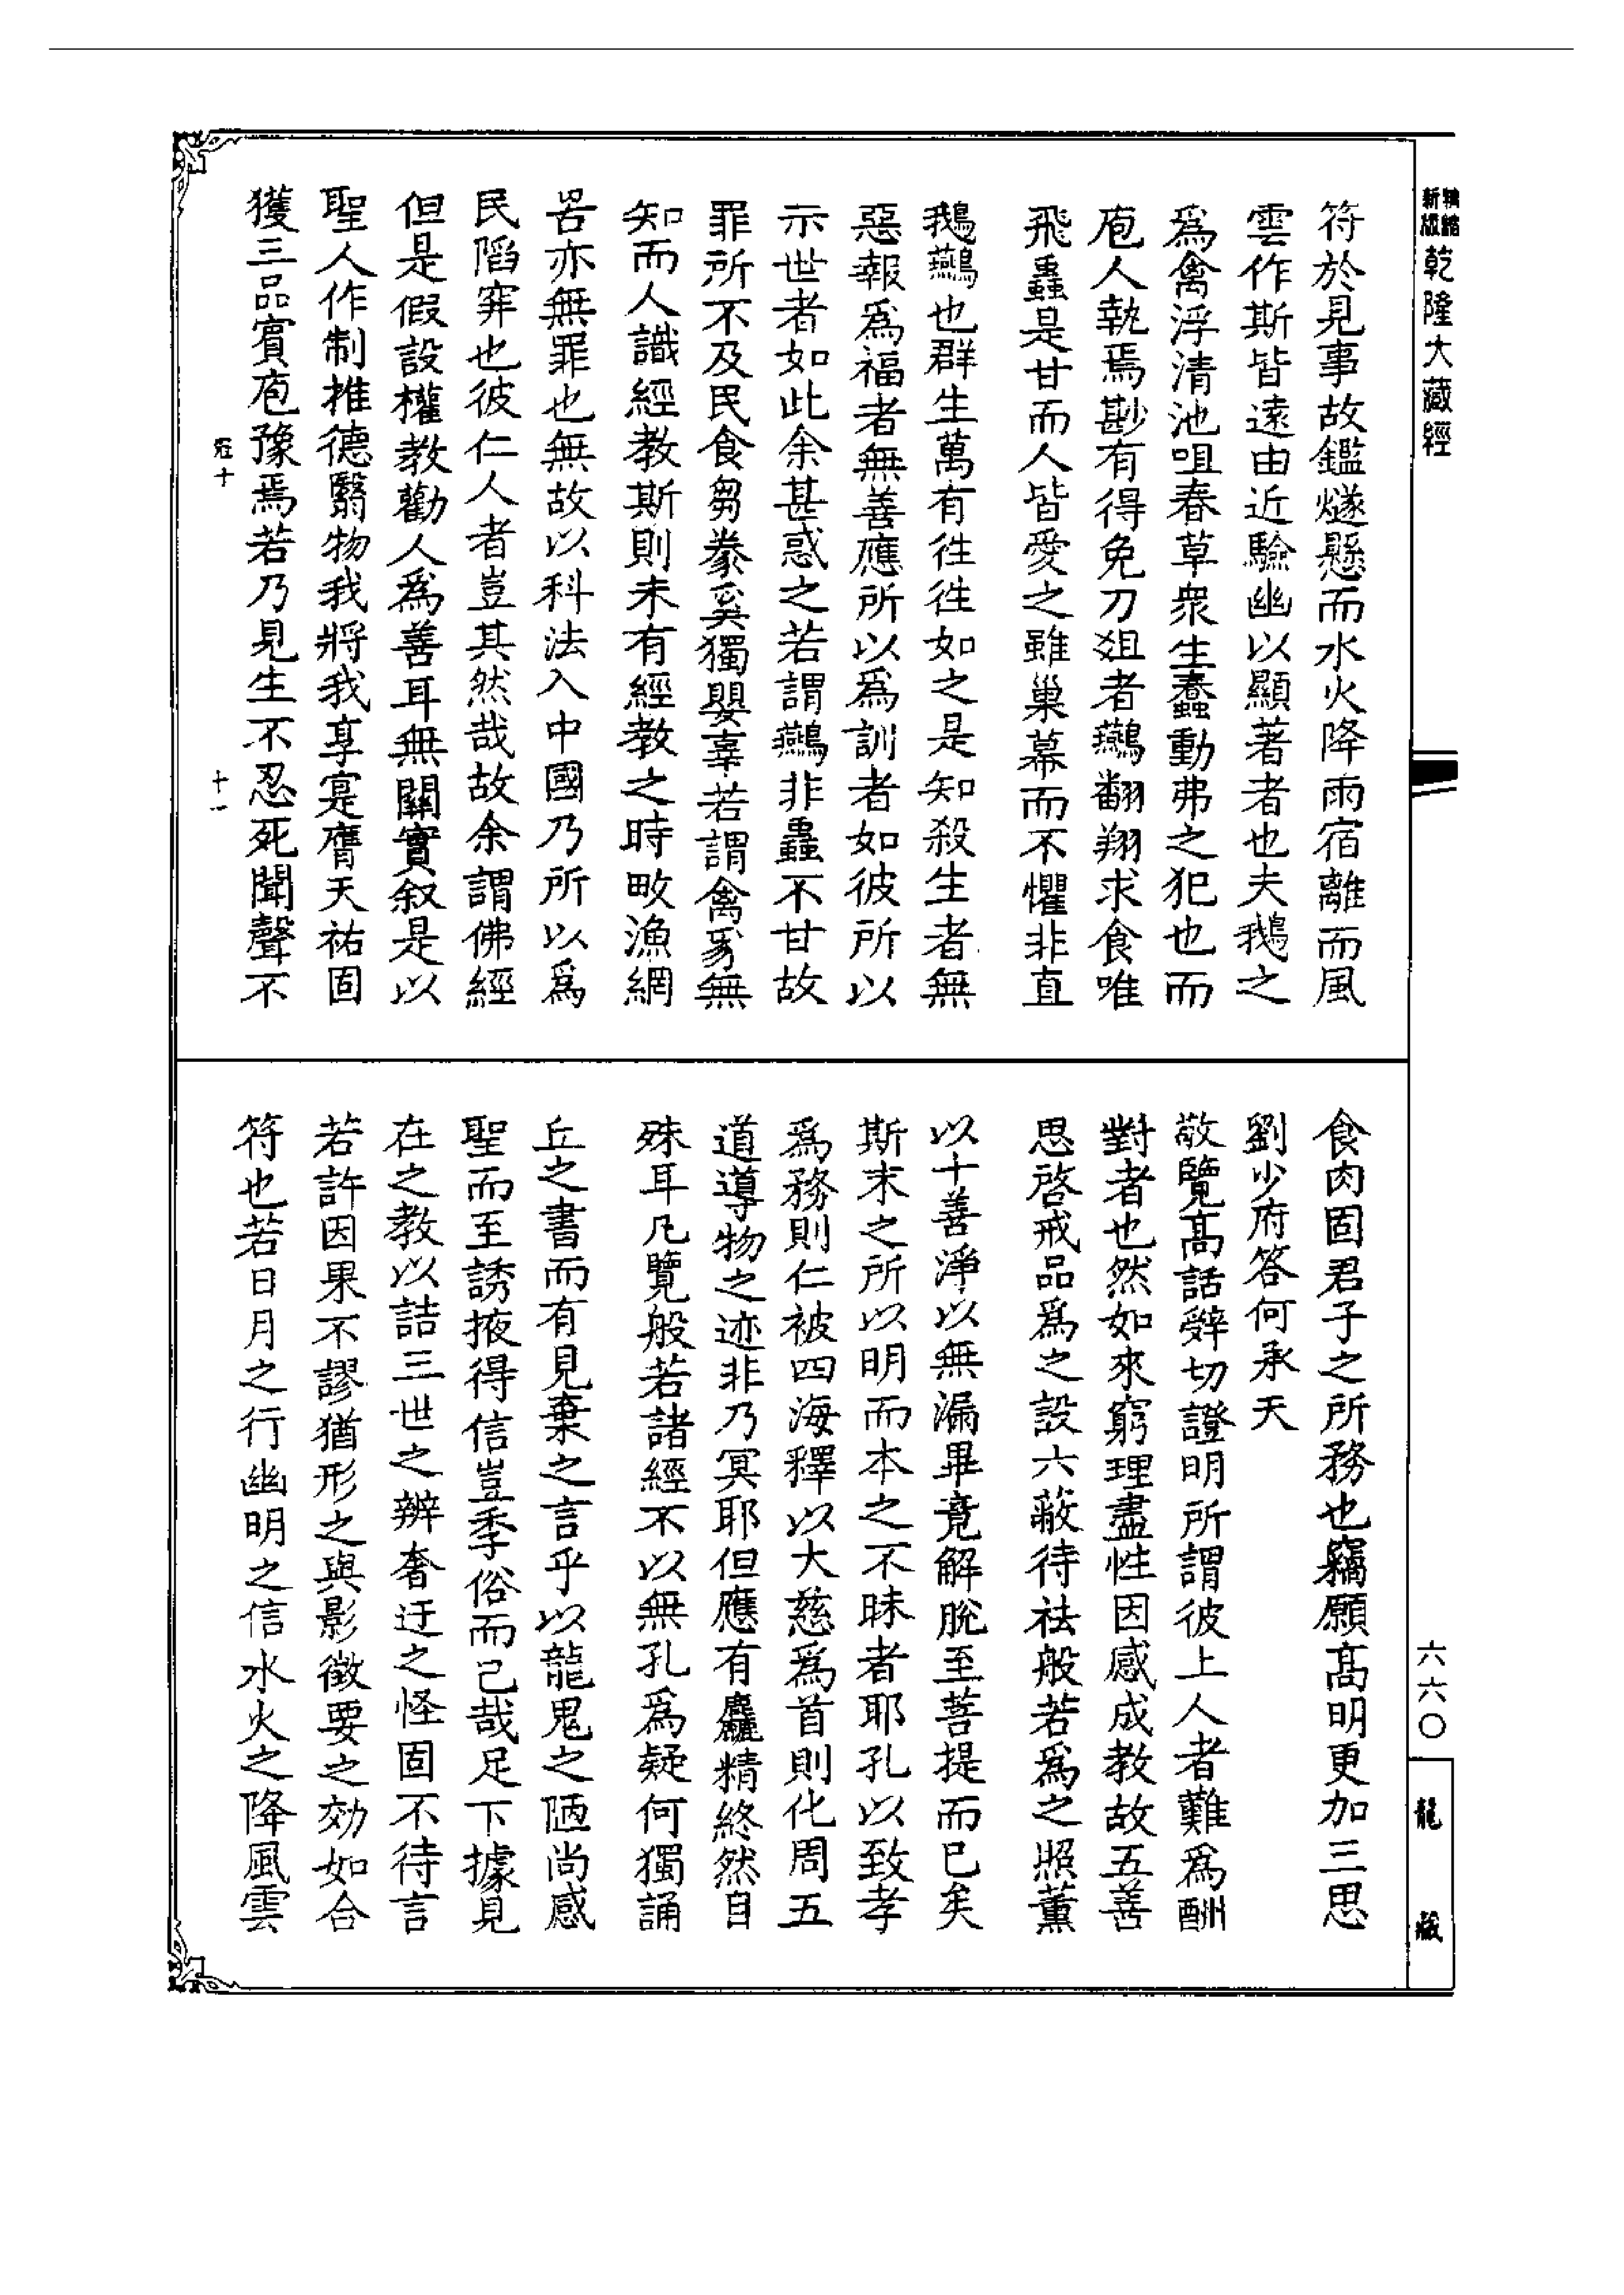 新編縮版乾隆大藏經
符於見事故鑑燧懸而水火降雨宿離而風
雲作斯皆遠由近驗幽以顯著者也夫鵝之
爲禽浮清池咀春草衆生蠢動弗之犯也而
庖人執焉尠有得免刀俎者鷰翻翔求食唯
飛蟲是甘而人皆愛之雖巢幕而不懼非直
鵝鷰也群生萬有徃徃如之是知殺生者無
惡報爲福者無善應所以爲訓者如彼所以
示世者如此余甚惑之若謂鷰非蟲不甘故
罪所不及民食芻豢奚獨嬰辜若謂禽豸無
知而人識經教斯則未有經教之時畋漁網
罟亦無罪也無故以科法入中國乃所以爲
民陷穽也彼仁人者豈其然哉故余謂佛經
但是假設權教勸人爲善耳無關實叙是以
聖人作制推德翳物我將我享寔膺天祐固
獲三品賓庖豫焉若乃見生不忍死聞聲不
十
十一
食肉固君子之所務也竊願髙明更加三思
劉少府答何承天
敬覽髙話辭切證明所謂彼上人者難爲酬
對者也然如來窮理盡性因感成教故五善
思啓戒品爲之設六蔽待祛般若爲之照薰
以十善淨以無漏畢竟解脫至菩提而已矣
斯末之所以明而本之不昧者耶孔以致孝
爲務則仁被四海釋以大慈爲首則化周五
道導物之迹非乃冥耶但應有麤精終然自
殊耳凡覽般若諸經不以無孔爲疑何獨誦
丘之書而有見棄之言乎以龍鬼之陋尚感
聖而至誘掖得信豈季俗而已哉足下據見
在之教以詰三世之辨奢迂之怪固不待言
若許因果不謬猶形之與影徵要之効如合
符也若日月之行幽明之信水火之降風雲
六六〇
龍藏